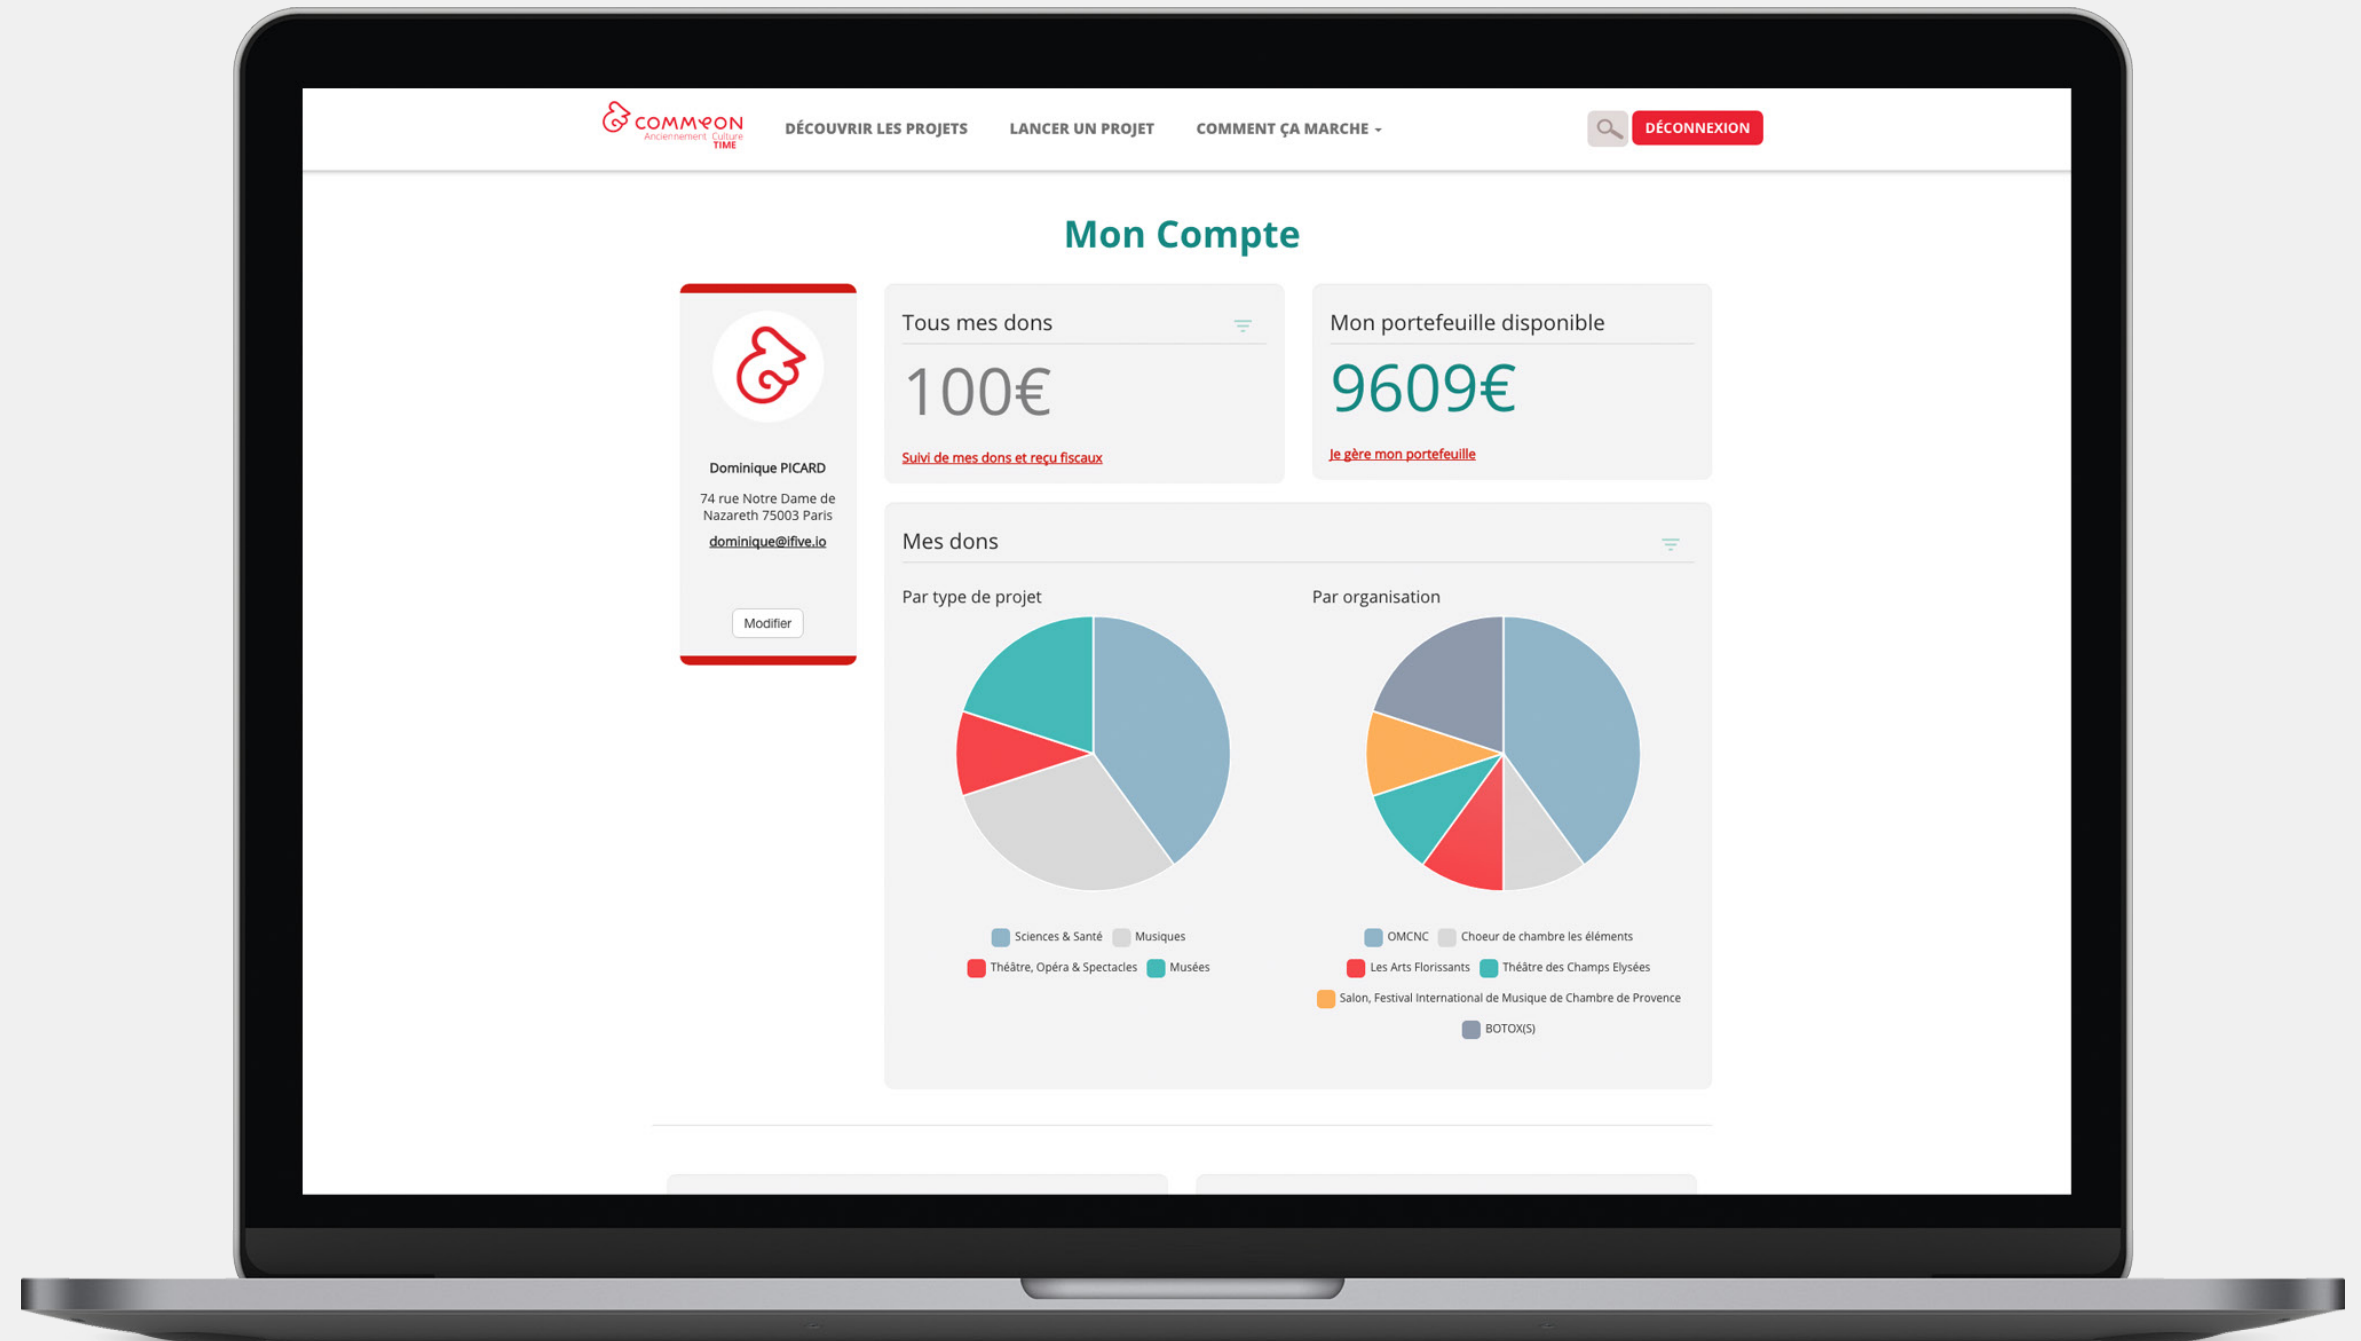 COMMEON
Anciennement Culture
TIME
DÉCOUVRIR LES PROJETS
LANCER UN PROJET
COMMENT ÇA MARCHE
DÉCONNEXION
Mon Compte
Dominique PICARD
74 rue Notre Dame de
Nazareth 75003 Paris
dominique@ifive.io
Modifier
Tous mes dons
100€
Suivi de mes dons et reçu fiscaux
Mon portefeuille disponible
9609€
Je gère mon portefeuille
Mes dons
Par type de projet
Sciences & Santé Musiques
Théâtre, Opéra & Spectacles Musées
Par organisation
OMCNC Choeur de chambre les éléments
Les Arts Florissants Théâtre des Champs Elysées
Salon, Festival International de Musique de Chambre de Provence
BOTOX(S)